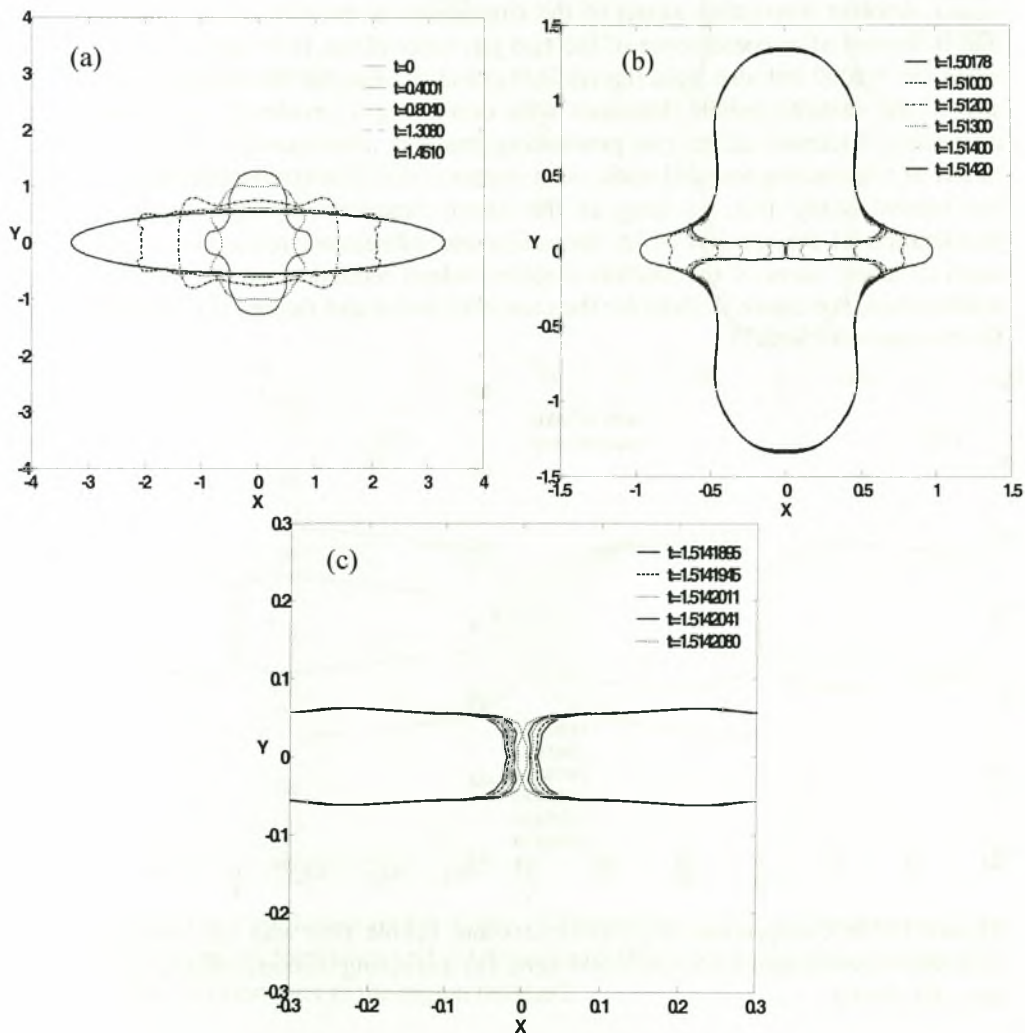 (a)
t=0
t=0.4001
t=0.8040
t=1.3080
t=1.4510
4
3
2
1
Y 0
-1
-2
-3
-4
-4 -3 -2 -1 0 1 2 3 4
X
(b)
t=1.50178
t=1.51000
t=1.51200
t=1.51300
t=1.51400
t=1.51420
1.5
1
0.5
Y 0
-0.5
-1
-1.5
-1.5 -1 -0.5 0 0.5 1 1.5
X
(c)
t=1.5141895
t=1.5141945
t=1.5142011
t=1.5142041
t=1.5142080
0.3
0.2
0.1
Y 0
-0.1
-0.2
-0.3
-0.3 -0.2 -0.1 0 0.1 0.2 0.3
X